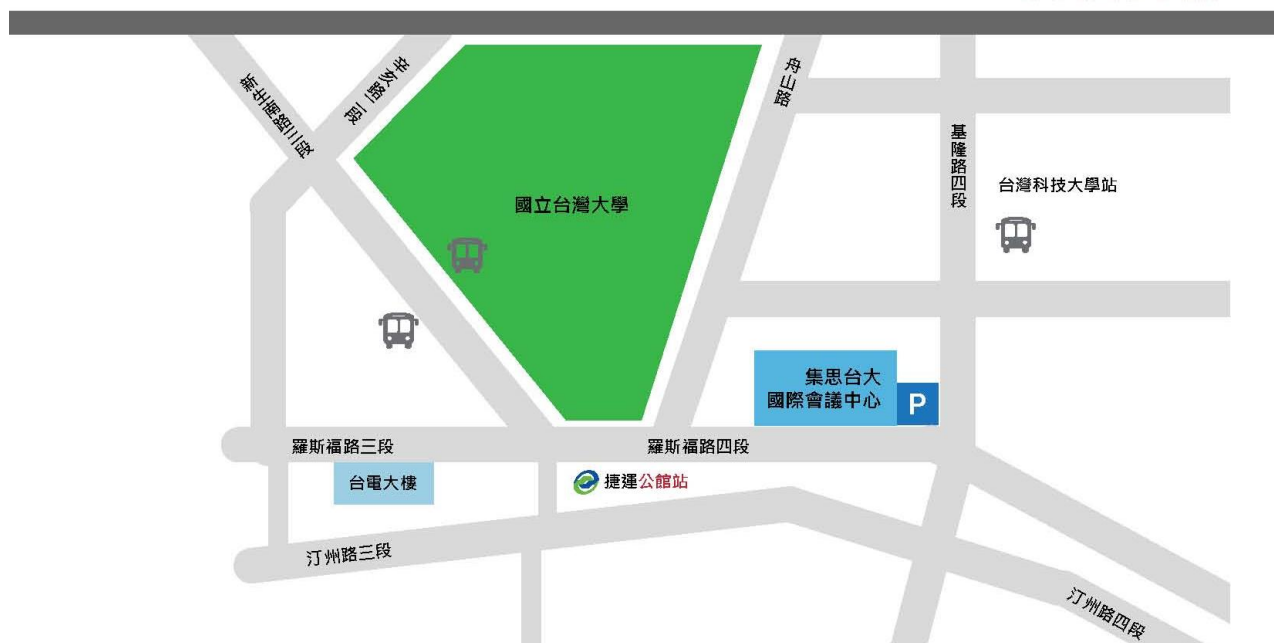 新生南路三段
辛亥路二段
舟山路
基隆路四段
台灣科技大學站
國立台灣大學
集思台大
國際會議中心
P
羅斯福路三段
羅斯福路四段
台電大樓
捷運公館站
汀州路三段
汀州路四段